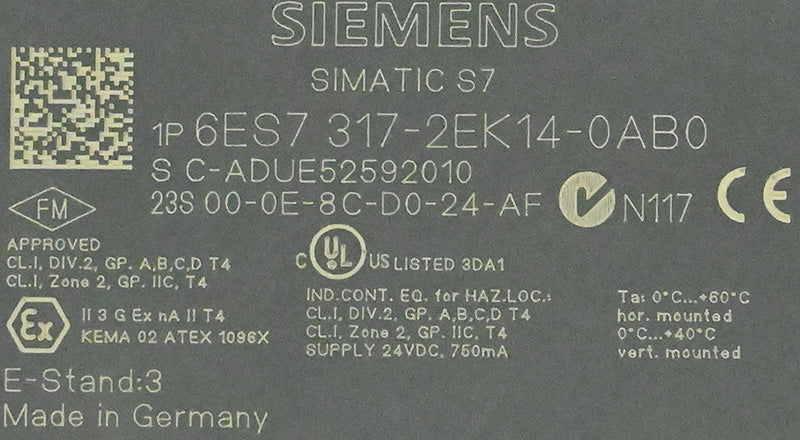 SIEMENS
SIMATIC S7
1P 6ES7 317-2EK14-0AB0
S C-ADUE52592010
23S 00-0E-8C-D0-24-AF N117 CE
FM
APPROVED
CL.I, DIV.2, GP. A,B,C,D T4
CL.I, Zone 2, GP. IIC, T4
Ex
II 3 G Ex nA II T4
KEMA 02 ATEX 1096X
C UL US LISTED 3DA1
IND.CONT. EQ. for HAZ.LOC.:
CL.I, DIV.2, GP. A,B,C,D T4
CL.I, Zone 2, GP. IIC, T4
SUPPLY 24VDC, 750mA
Ta: 0°C...+60°C
hor. mounted
0°C...+40°C
vert. mounted
E-Stand:3
Made in Germany